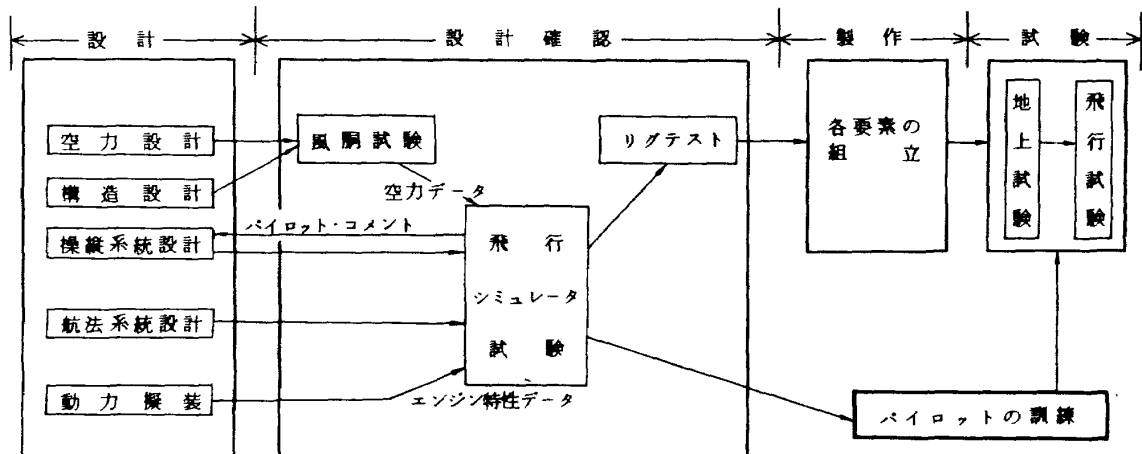 設計
設計確認
製作
試験
空力設計
構造設計
操縦系統設計
航法系統設計
動力艤装
風胴試験
空力データ
パイロット・コメント
飛行
シミュレータ
試験
エンジン特性データ
リグテスト
各要素の
組立
地上試験
飛行試験
パイロットの訓練